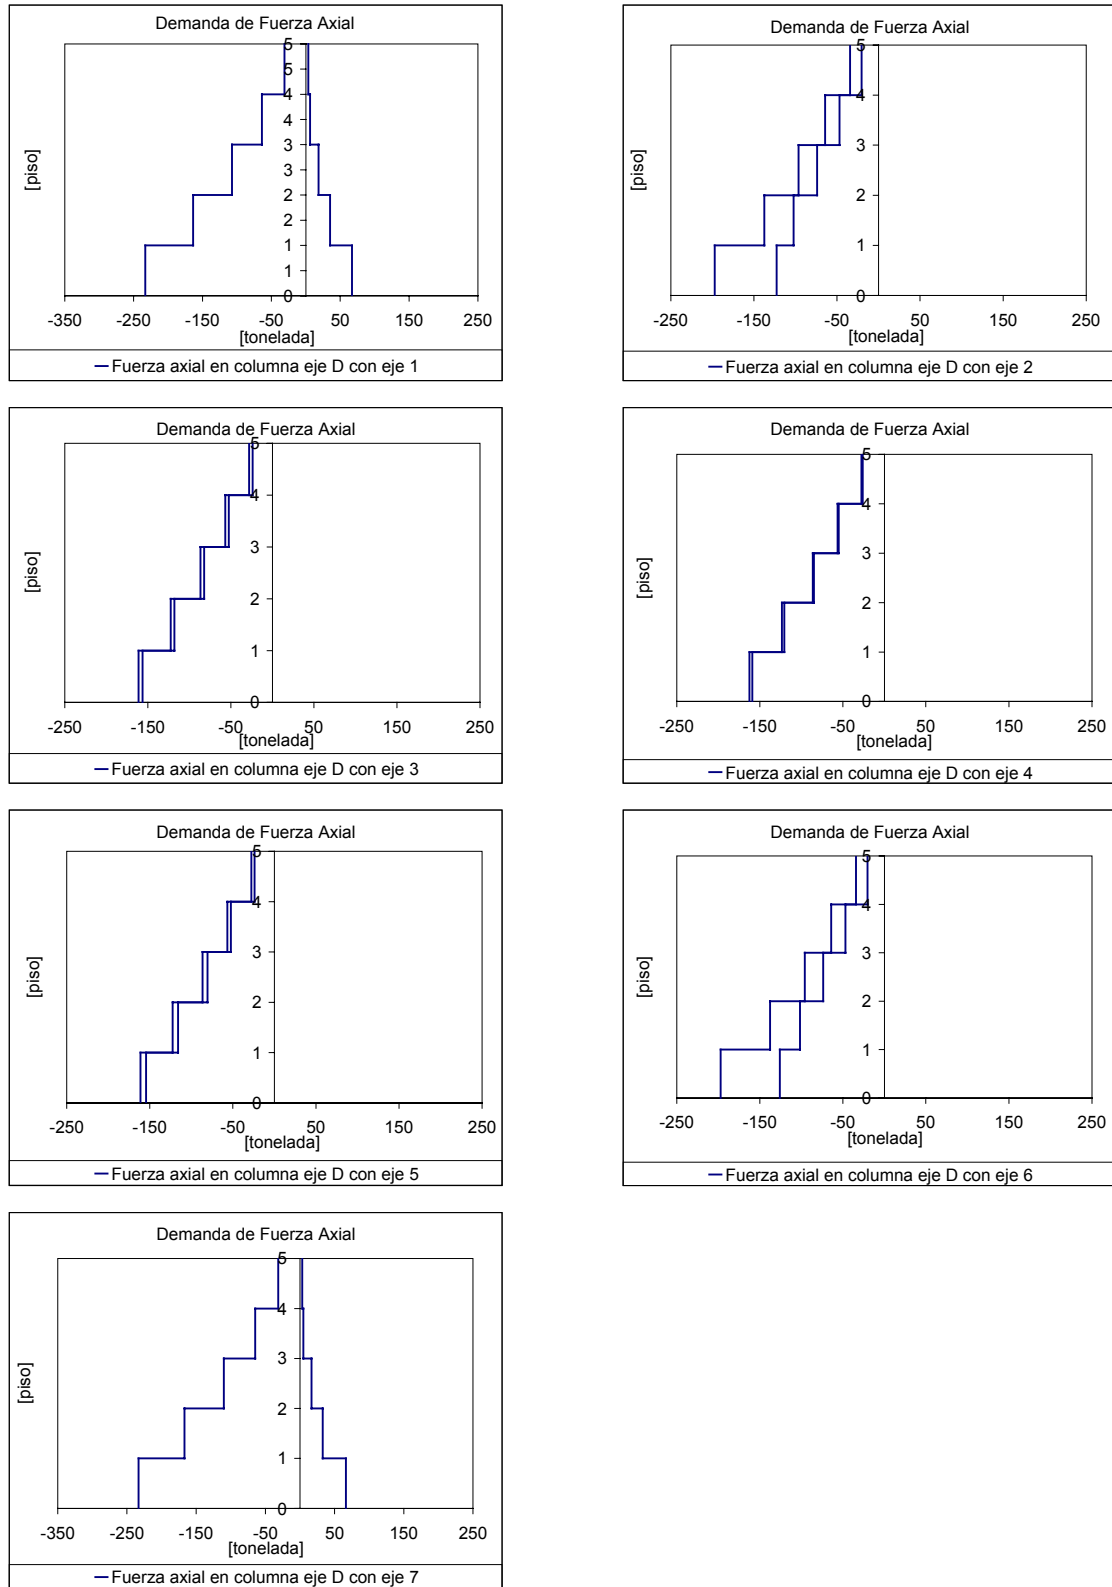 Demanda de Fuerza Axial
5
5
4
4
3
3
2
2
1
1
0
[piso]
-350 -250 -150 -50 50 150 250
[tonelada]
Fuerza axial en columna eje D con eje 1
Demanda de Fuerza Axial
5
4
3
2
1
0
[piso]
-250 -150 -50 50 150 250
[tonelada]
Fuerza axial en columna eje D con eje 2
Demanda de Fuerza Axial
5
4
3
2
1
0
[piso]
-250 -150 -50 50 150 250
[tonelada]
Fuerza axial en columna eje D con eje 3
Demanda de Fuerza Axial
5
4
3
2
1
0
[piso]
-250 -150 -50 50 150 250
[tonelada]
Fuerza axial en columna eje D con eje 4
Demanda de Fuerza Axial
5
4
3
2
1
0
[piso]
-250 -150 -50 50 150 250
[tonelada]
Fuerza axial en columna eje D con eje 5
Demanda de Fuerza Axial
5
4
3
2
1
0
[piso]
-250 -150 -50 50 150 250
[tonelada]
Fuerza axial en columna eje D con eje 6
Demanda de Fuerza Axial
5
4
3
2
1
0
[piso]
-350 -250 -150 -50 50 150 250
[tonelada]
Fuerza axial en columna eje D con eje 7